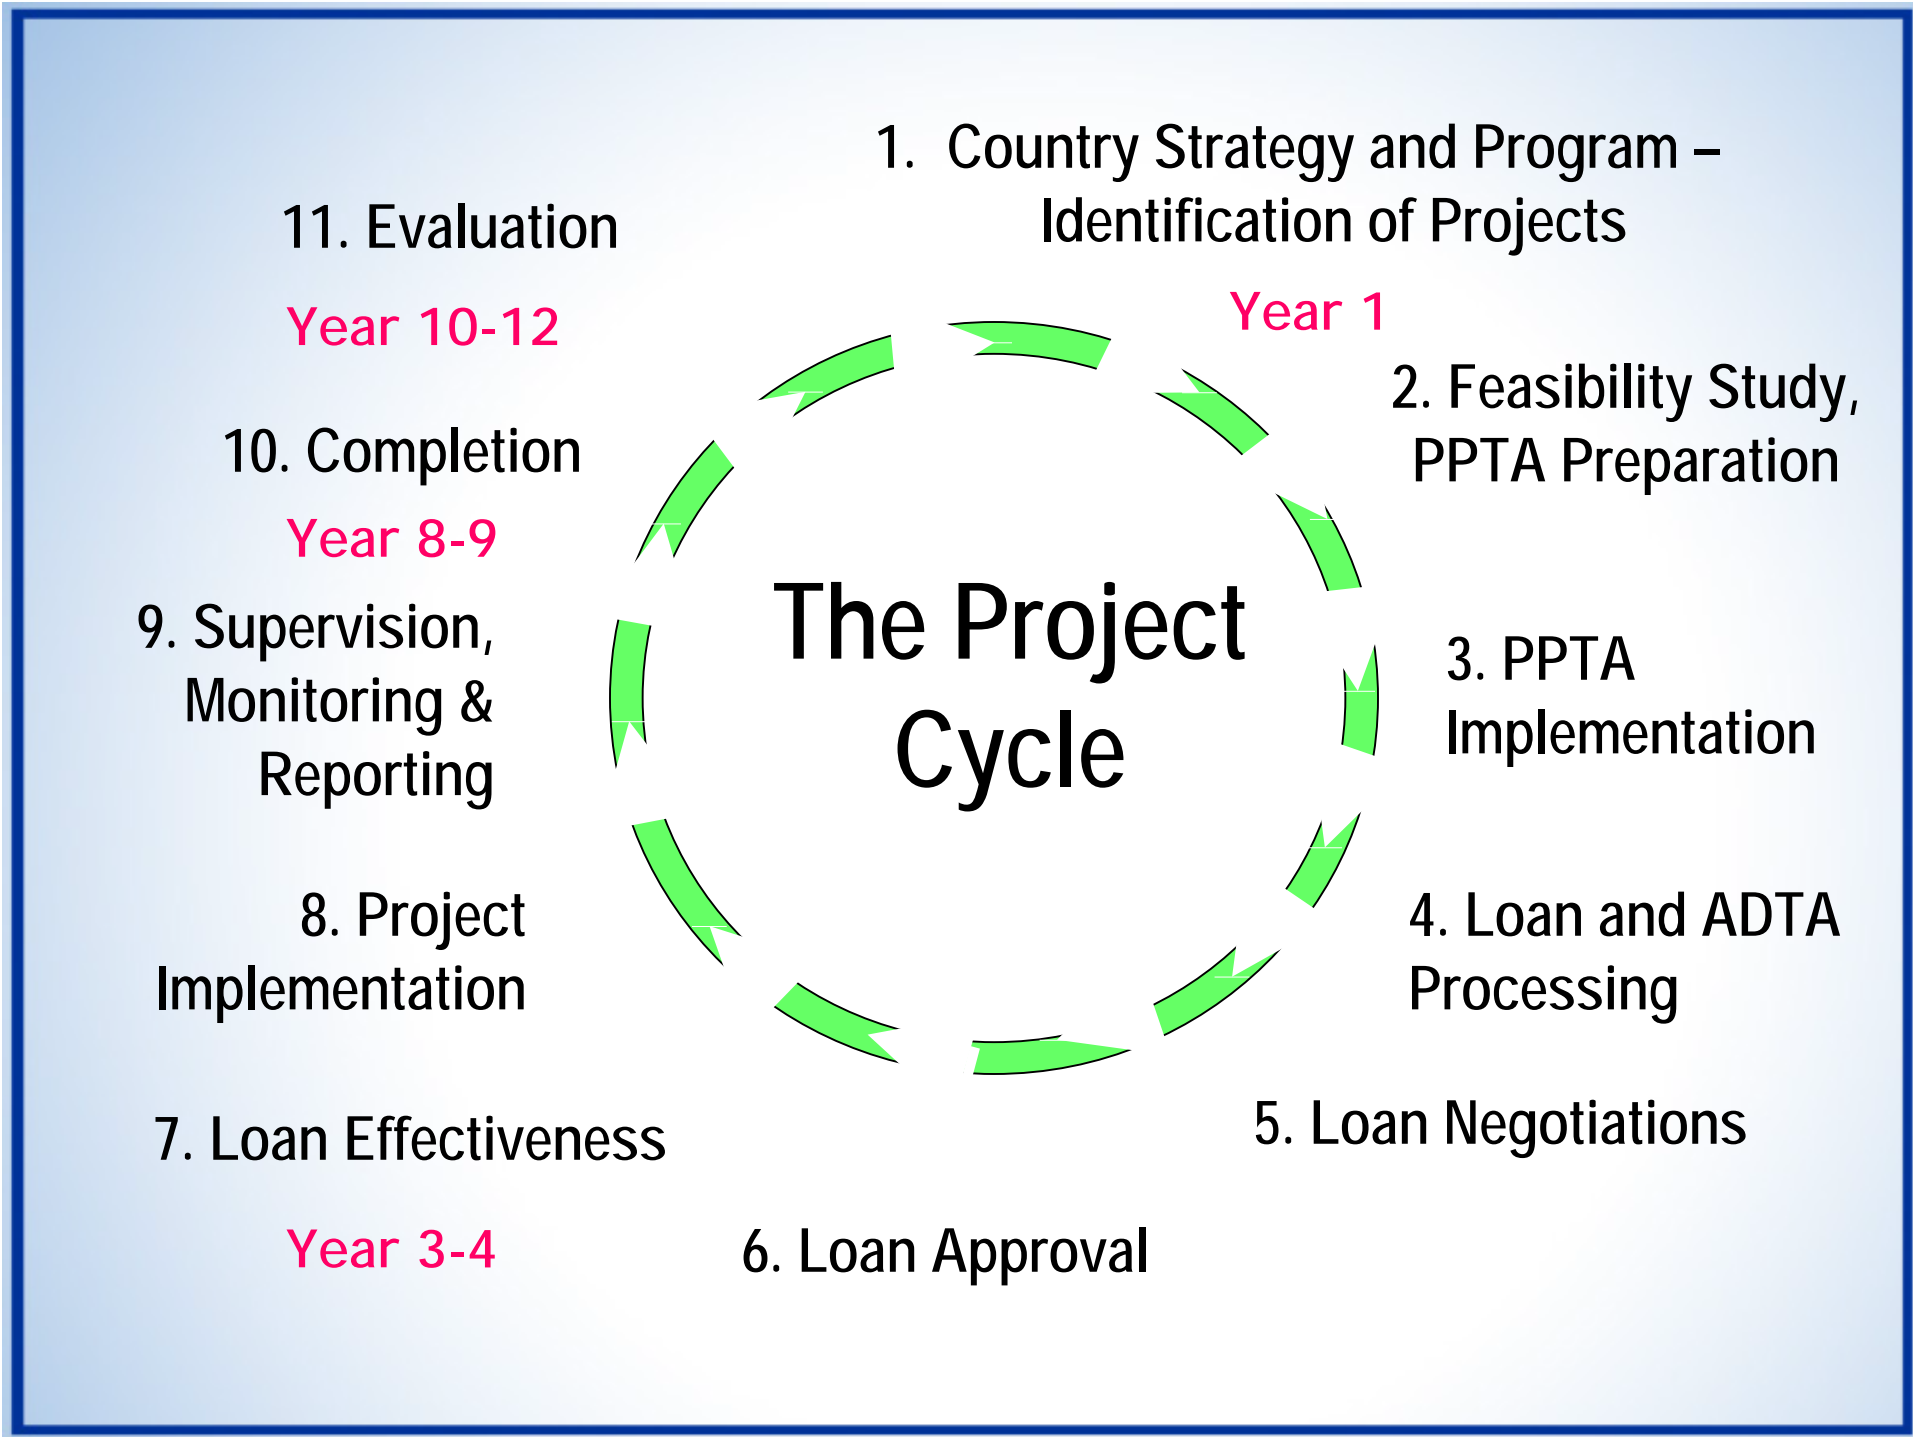 1. Country Strategy and Program –
Identification of Projects
Year 1
2. Feasibility Study,
PPTA Preparation
3. PPTA
Implementation
4. Loan and ADTA
Processing
5. Loan Negotiations
6. Loan Approval
7. Loan Effectiveness
Year 3-4
8. Project
Implementation
9. Supervision,
Monitoring &
Reporting
10. Completion
Year 8-9
11. Evaluation
Year 10-12
The Project
Cycle